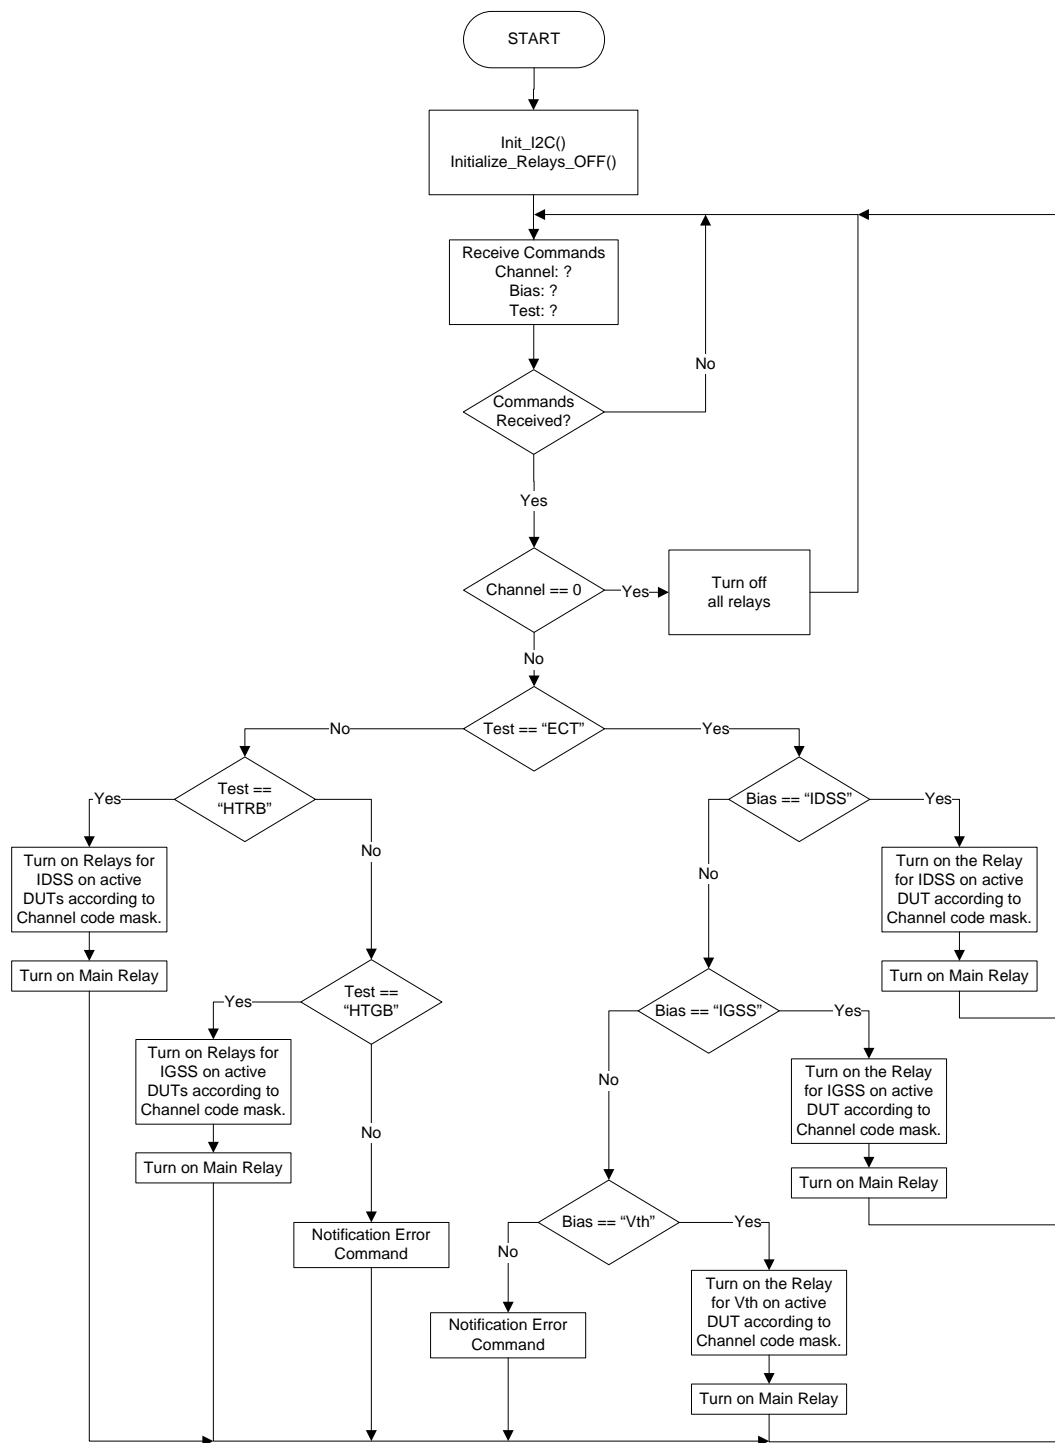 START
Init_I2C()
Initialize_Relays_OFF()
Receive Commands
Channel: ?
Bias: ?
Test: ?
No
Commands
Received?
Yes
Channel == 0
Yes
Turn off
all relays
No
No
Test == “ECT”
Yes
Yes
Test ==
“HTRB”
No
Bias == “IDSS”
Yes
No
Turn on Relays for
IDSS on active
DUTs according to
Channel code mask.
Turn on Main Relay
Turn on the Relay
for IDSS on active
DUT according to
Channel code mask.
Turn on Main Relay
Yes
Test ==
“HTGB”
Bias == “IGSS”
Yes
Turn on Relays for
IGSS on active
DUTs according to
Channel code mask.
Turn on Main Relay
No
No
Turn on the Relay
for IGSS on active
DUT according to
Channel code mask.
Turn on Main Relay
Notification Error
Command
Bias == “Vth”
Yes
No
Notification Error
Command
Turn on the Relay
for Vth on active
DUT according to
Channel code mask.
Turn on Main Relay